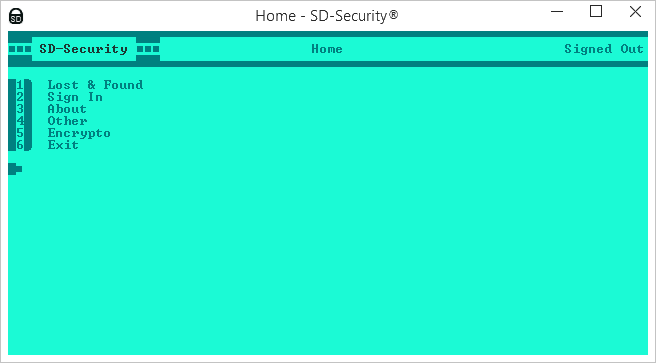 SD
Home - SD-Security®
SD-Security Home Signed Out
1 Lost & Found
2 Sign In
3 About
4 Other
5 Encrypto
6 Exit